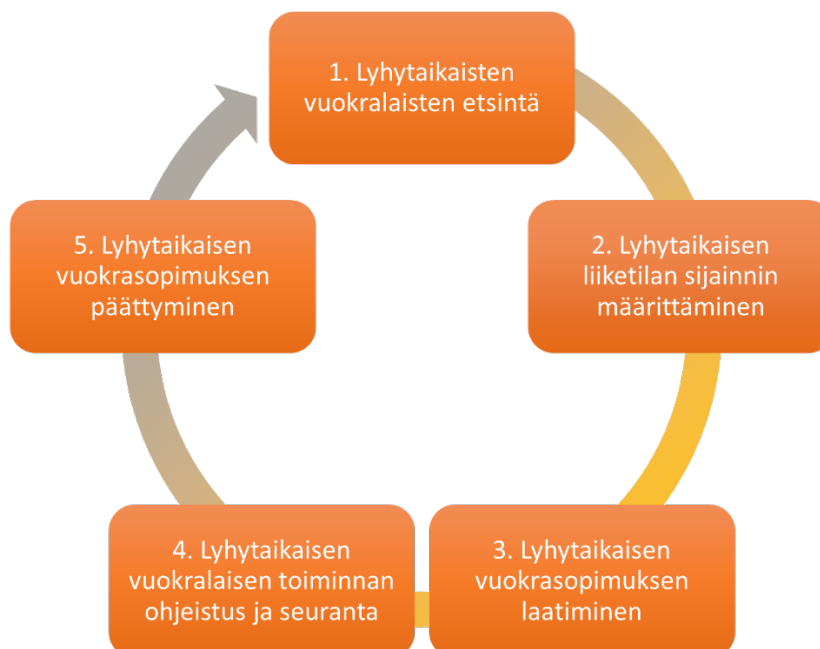 1. Lyhytaikaisten
vuokralaisten etsintä
2. Lyhytaikaisen
liiketilan sijainnin
määrittäminen
3. Lyhytaikaisen
vuokrasopimuksen
laatiminen
4. Lyhytaikaisen
vuokralaisen toiminnan
ohjeistus ja seuranta
5. Lyhytaikaisen
vuokrasopimuksen
päättyminen